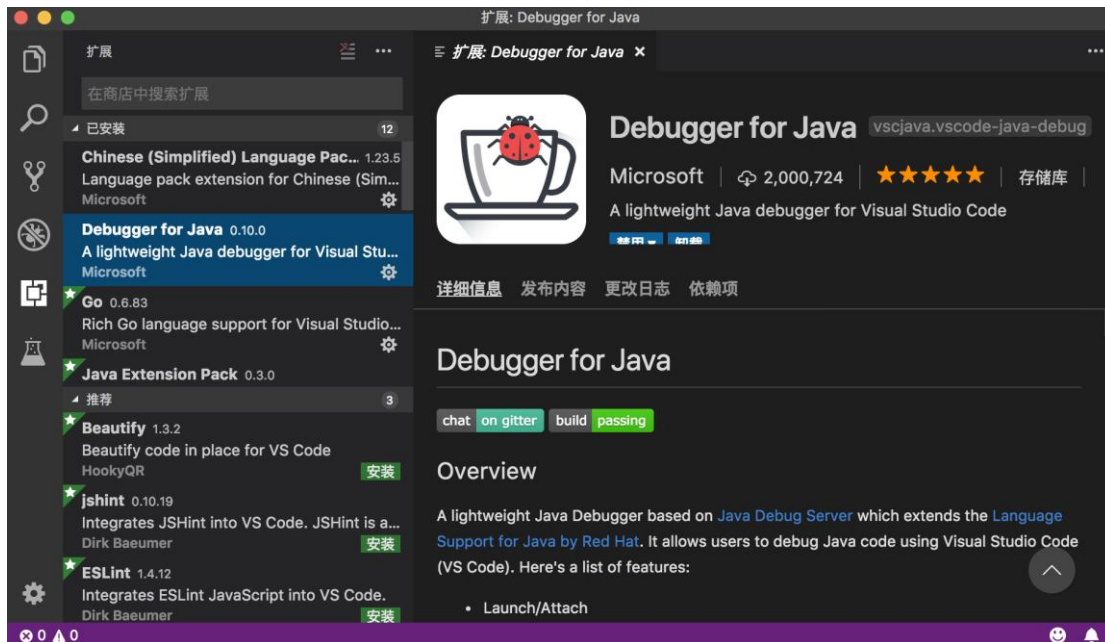 扩展: Debugger for Java
扩展
在商店中搜索扩展
已安装 12
Chinese (Simplified) Language Pac... 1.23.5
Language pack extension for Chinese (Sim...
Microsoft
Debugger for Java 0.10.0
A lightweight Java debugger for Visual Stu...
Microsoft
Go 0.6.83
Rich Go language support for Visual Studio...
Microsoft
Java Extension Pack 0.3.0
推荐 3
Beautify 1.3.2
Beautify code in place for VS Code
HookyQR 安装
jshint 0.10.19
Integrates JSHint into VS Code. JSHint is a...
Dirk Baeumer 安装
ESLint 1.4.12
Integrates ESLint JavaScript into VS Code.
Dirk Baeumer 安装
扩展: Debugger for Java
Debugger for Java vscjava.vscode-java-debug
Microsoft 2,000,724 存储库
A lightweight Java debugger for Visual Studio Code
禁用 卸载
详细信息 发布内容 更改日志 依赖项
Debugger for Java
chat on gitter build passing
Overview
A lightweight Java Debugger based on Java Debug Server which extends the Language
Support for Java by Red Hat. It allows users to debug Java code using Visual Studio Code
(VS Code). Here's a list of features:
• Launch/Attach
0 0